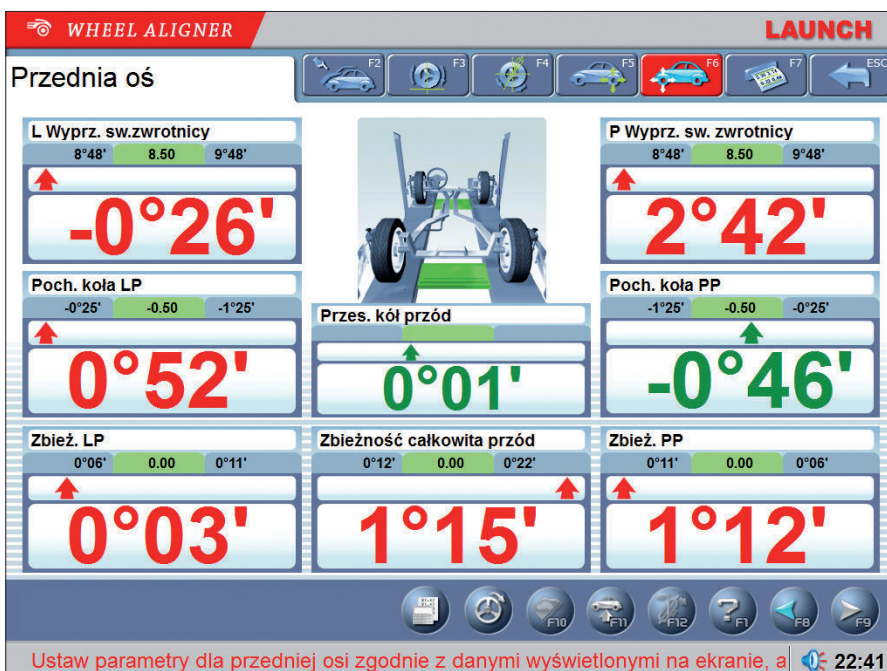 WHEEL ALIGNER
LAUNCH
Przednia oś
F2 F3 F4 F5 F6 F7 ESC
L Wyprz. sw.zwrotnicy
8°48' 8.50 9°48'
-0°26'
P Wyprz. sw. zwrotnicy
8°48' 8.50 9°48'
2°42'
Poch. koła LP
-0°25' -0.50 -1°25'
0°52'
Przes. kół przód
0°01'
Poch. koła PP
-1°25' -0.50 -0°25'
-0°46'
Zbież. LP
0°06' 0.00 0°11'
0°03'
Zbieżność całkowita przód
0°12' 0.00 0°22'
1°15'
Zbież. PP
0°11' 0.00 0°06'
1°12'
F10 F11 F12 F1 F8 F9
Ustaw parametry dla przedniej osi zgodnie z danymi wyświetlonymi na ekranie, a 22:41